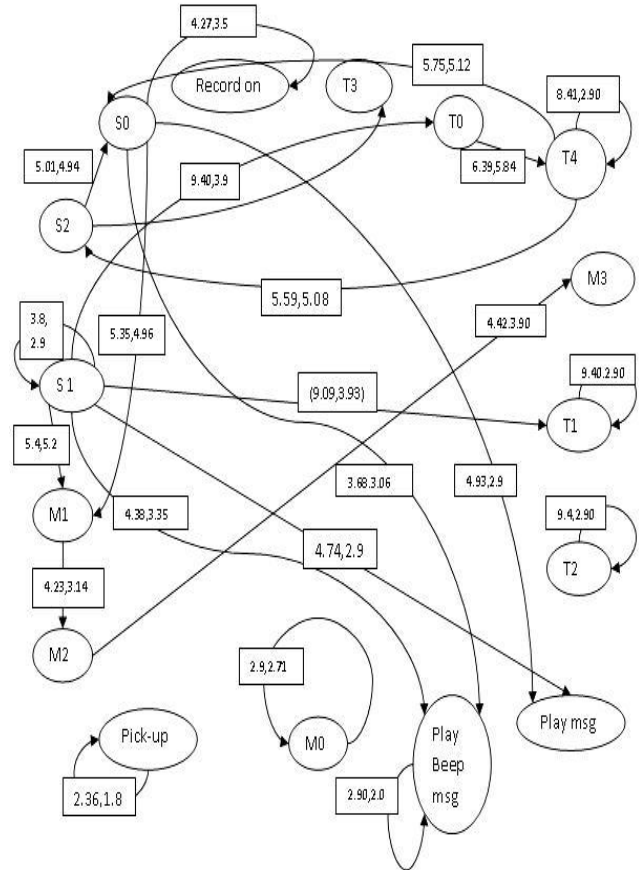 4.27,3.5
Record on
T3
5.75,5.12
8.41,2.90
S0
T0
T4
5.01,4.94
9.40,3.9
6.39,5.84
S2
M3
5.59,5.08
3.8,
2.9
5.35,4.96
4.42.3.90
S 1
9.40.2.90
(9.09,3.93)
T1
5.4,5.2
M1
4.38,3.35
3.68.3.06
4.93,2.9
9.4,2.90
4.74,2.9
T2
4.23,3.14
M2
2.9,2.71
Pick-up
M0
Play
Beep
msg
Play msg
2.36,1.8
2.90,2.0